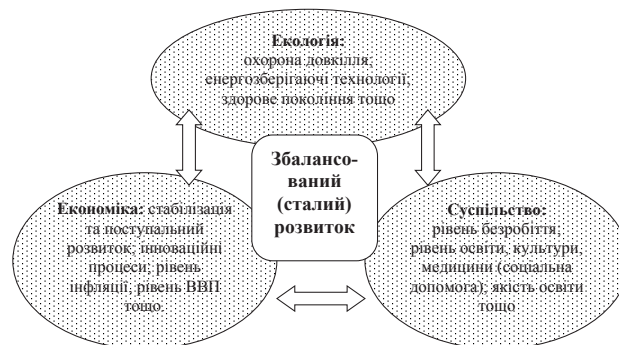 Екологія:
охорона довкілля;
енергозберігаючі технології;
здорове покоління тощо
Збалансо-
ваний
(сталий)
розвиток
Економіка: стабілізація
та поступальний
розвиток; інноваційні
процеси; рівень
інфляції, рівень ВВП
тощо
Суспільство:
рівень безробіття;
рівень освіти, культури,
медицини (соціальна
допомога); якість освіти
тощо